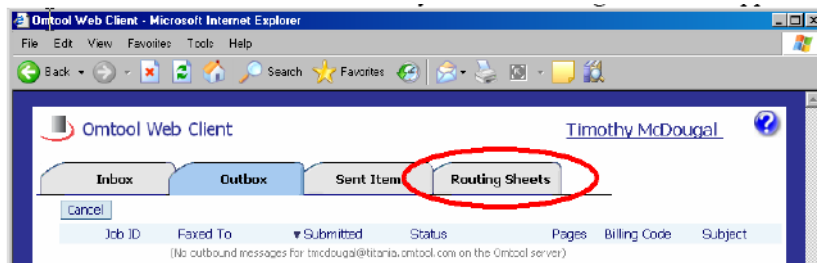 Omtool Web Client - Microsoft Internet Explorer
File Edit View Favorites Tools Help
Back Search Favorites
Omtool Web Client Timothy McDougal
Inbox Outbox Sent Item Routing Sheets
Cancel
Job ID Faxed To Submitted Status Pages Billing Code Subject
(No outbound messages for tmcdougal@titania.omtool.com on the Omtool server)